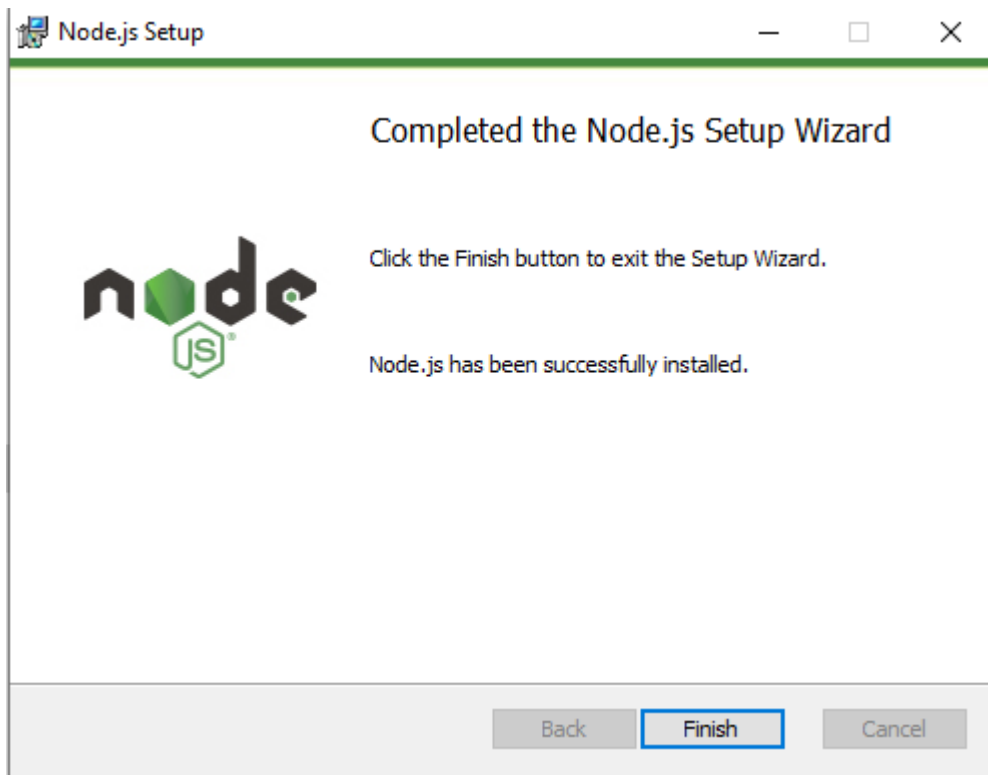 Node.js Setup
Completed the Node.js Setup Wizard
Click the Finish button to exit the Setup Wizard.
node
JS®
Node.js has been successfully installed.
Back Finish Cancel